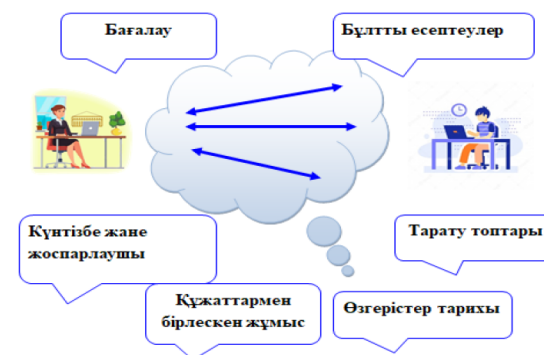 Бағалау
Бұлтты есептеулер
Күнтізбе және
жоспарлаушы
Тарату топтары
Құжаттармен
бірлескен жұмыс
Өзгерістер тарихы